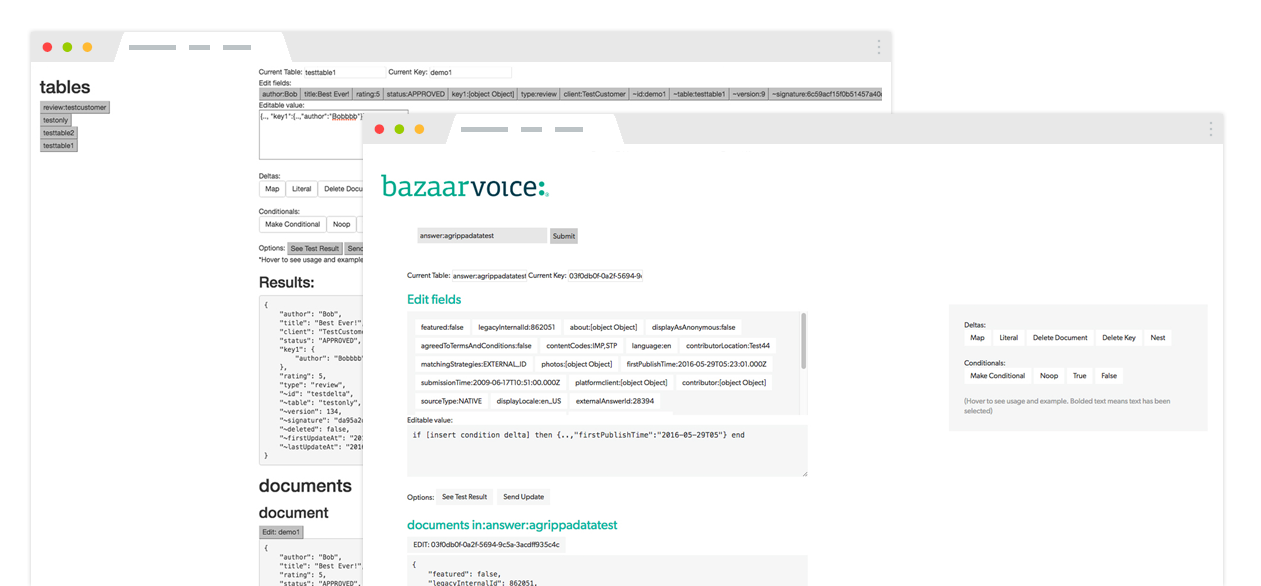 tables
review:testcustomer
testonly
testtable2
testtable1
Current Table: testtable1 Current Key: demo1
Edit fields:
author:Bob title:Best Ever! rating:5 status:APPROVED key1:[object Object] type:review client:TestCustomer ~id:demo1 ~table:testtable1 ~version:9 ~signature:6c59acf15f0b51457a40
Editable value:
{.., "key1":{..,"author":"Bobbbb"}
Deltas:
Map Literal Delete Docu
Conditionals:
Make Conditional Noop
Options: See Test Result Send
*Hover to see usage and example
Results:
{
"author": "Bob",
"title": "Best Ever!",
"client": "TestCustome
"status": "APPROVED",
"key1": {
"author": "Bobbbb"
},
"rating": 5,
"type": "review",
"~id": "testdelta",
"~table": "testonly",
"~version": 134,
"~signature": "da95a2
"~deleted": false,
"~firstUpdateAt": "20
"~lastUpdateAt": "201
}
documents
document
Edit: demo1
{
"author": "Bob",
"title": "Best Ever!"
"rating": 5,
"status": "APPROVED",
bazaarvoice:
answer:agrippadatatest Submit
Current Table: answer:agrippadatatest Current Key: 03f0db0f-0a2f-5694-9
Edit fields
featured:false legacyInternalId:862051 about:[object Object] displayAsAnonymous:false
agreedToTermsAndConditions:false contentCodes:IMP,STP language:en contributorLocation:Test44
matchingStrategies:EXTERNAL_ID photos:[object Object] firstPublishTime:2016-05-29T05:23:01.000Z
submissionTime:2009-06-17T10:51:00.000Z platformclient:[object Object] contributor:[object Object]
sourceType:NATIVE displayLocale:en_US externalAnswerId:28394
Editable value:
if [insert condition delta] then {..,"firstPublishTime":"2016-05-29T05"} end
Options: See Test Result Send Update
documents in:answer:agrippadatatest
EDIT: 03f0db0f-0a2f-5694-9c5a-3acdff935c4c
{
"featured": false,
"legacyInternalId": 862051,
Deltas:
Map Literal Delete Document Delete Key Nest
Conditionals:
Make Conditional Noop True False
(Hover to see usage and example. Bolded text means text has been
selected)